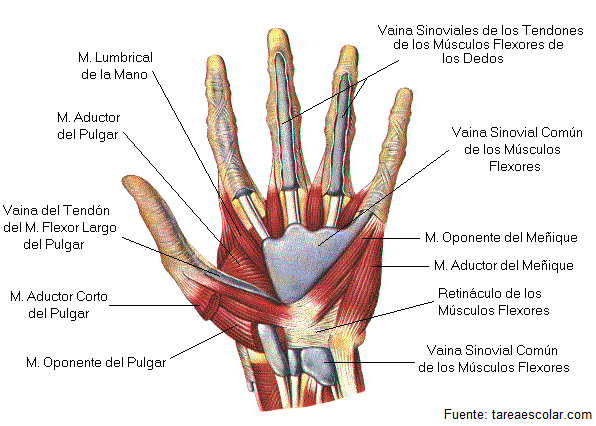 Vaina Sinoviales de los Tendones
de los Músculos Flexores de
los Dedos
M. Lumbrical
de la Mano
M. Aductor
del Pulgar
Vaina Sinovial Común
de los Músculos
Flexores
Vaina del Tendón
del M. Flexor Largo
del Pulgar
M. Oponente del Meñique
M. Aductor del Meñique
M. Aductor Corto
del Pulgar
Retináculo de los
Músculos Flexores
M. Oponente del Pulgar
Vaina Sinovial Común
de los Músculos Flexores
Fuente: tareaescolar.com